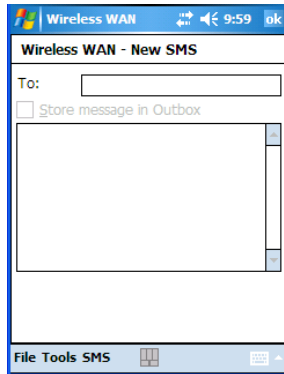 Wireless WAN 9:59 ok
Wireless WAN - New SMS
To:
Store message in Outbox
File Tools SMS